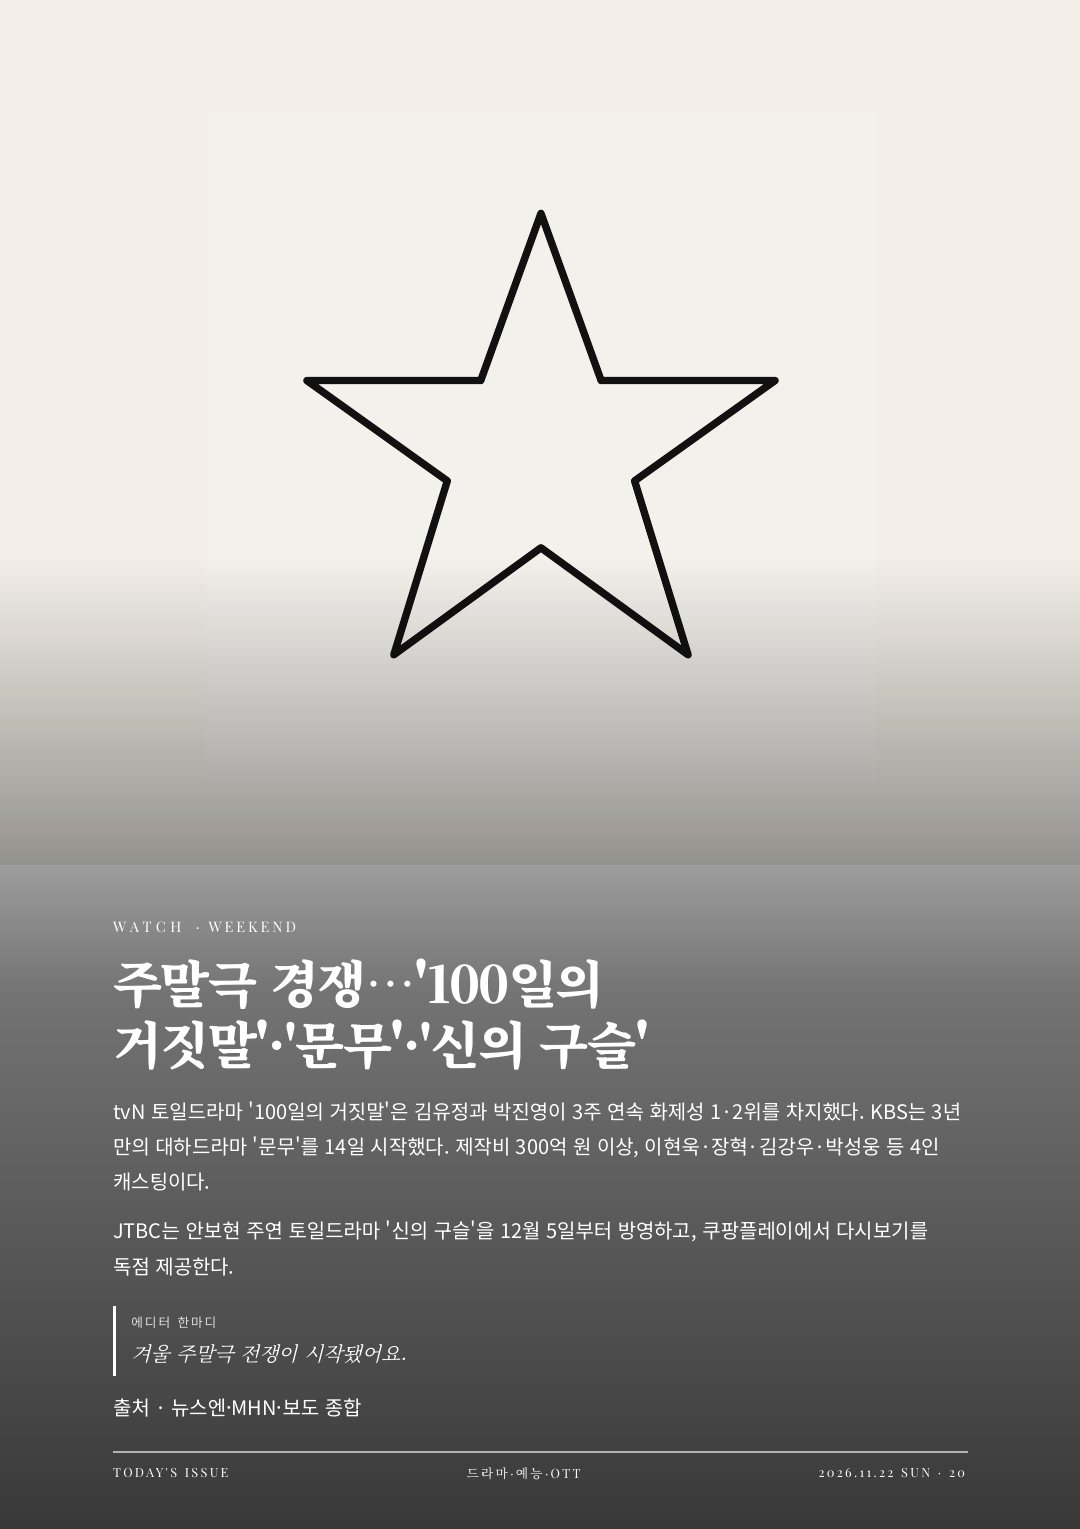 WATCH · WEEKEND
주말극 경쟁…'100일의
거짓말'·'문무'·'신의 구슬'
tvN 토일드라마 '100일의 거짓말'은 김유정과 박진영이 3주 연속 화제성 1·2위를 차지했다. KBS는 3년
만의 대하드라마 '문무'를 14일 시작했다. 제작비 300억 원 이상, 이현욱·장혁·김강우·박성웅 등 4인
캐스팅이다.
JTBC는 안보현 주연 토일드라마 '신의 구슬'을 12월 5일부터 방영하고, 쿠팡플레이에서 다시보기를
독점 제공한다.
에디터 한마디
겨울 주말극 전쟁이 시작됐어요.
출처 · 뉴스엔·MHN·보도 종합
TODAY'S ISSUE 드라마·예능·OTT 2026.11.22 SUN · 20